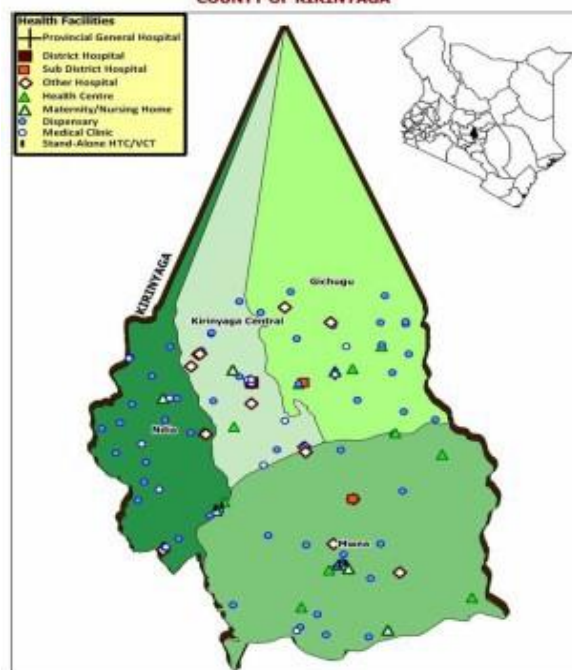 COUNTY OF KIRINYAGA
Health Facilities
Provincial General Hospital
District Hospital
Sub District Hospital
Other Hospital
Health Centre
Maternity/Nursing Home
Dispensary
Medical Clinic
Stand-Alone HTC/VCT
KIRINYAGA
Gichugu
Kirinyaga Central
Ndia
Mwea